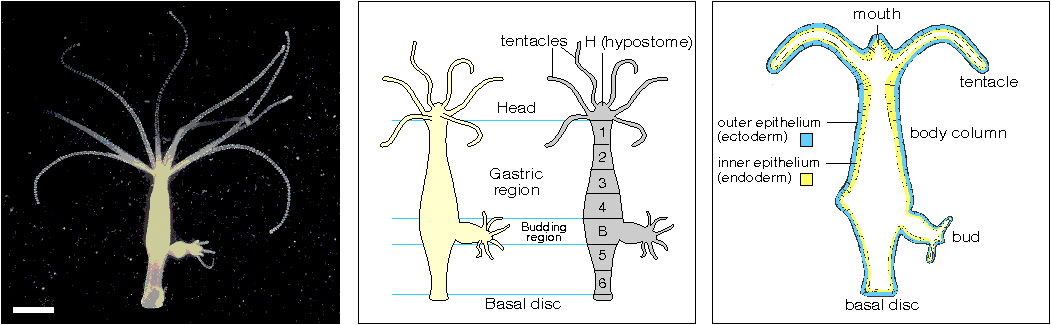 tentacles H (hypostome)
Head
1
2
Gastric
region
3
4
Budding
region
B
5
6
Basal disc
mouth
tentacle
outer epithelium
(ectoderm)
body column
inner epithelium
(endoderm)
bud
basal disc